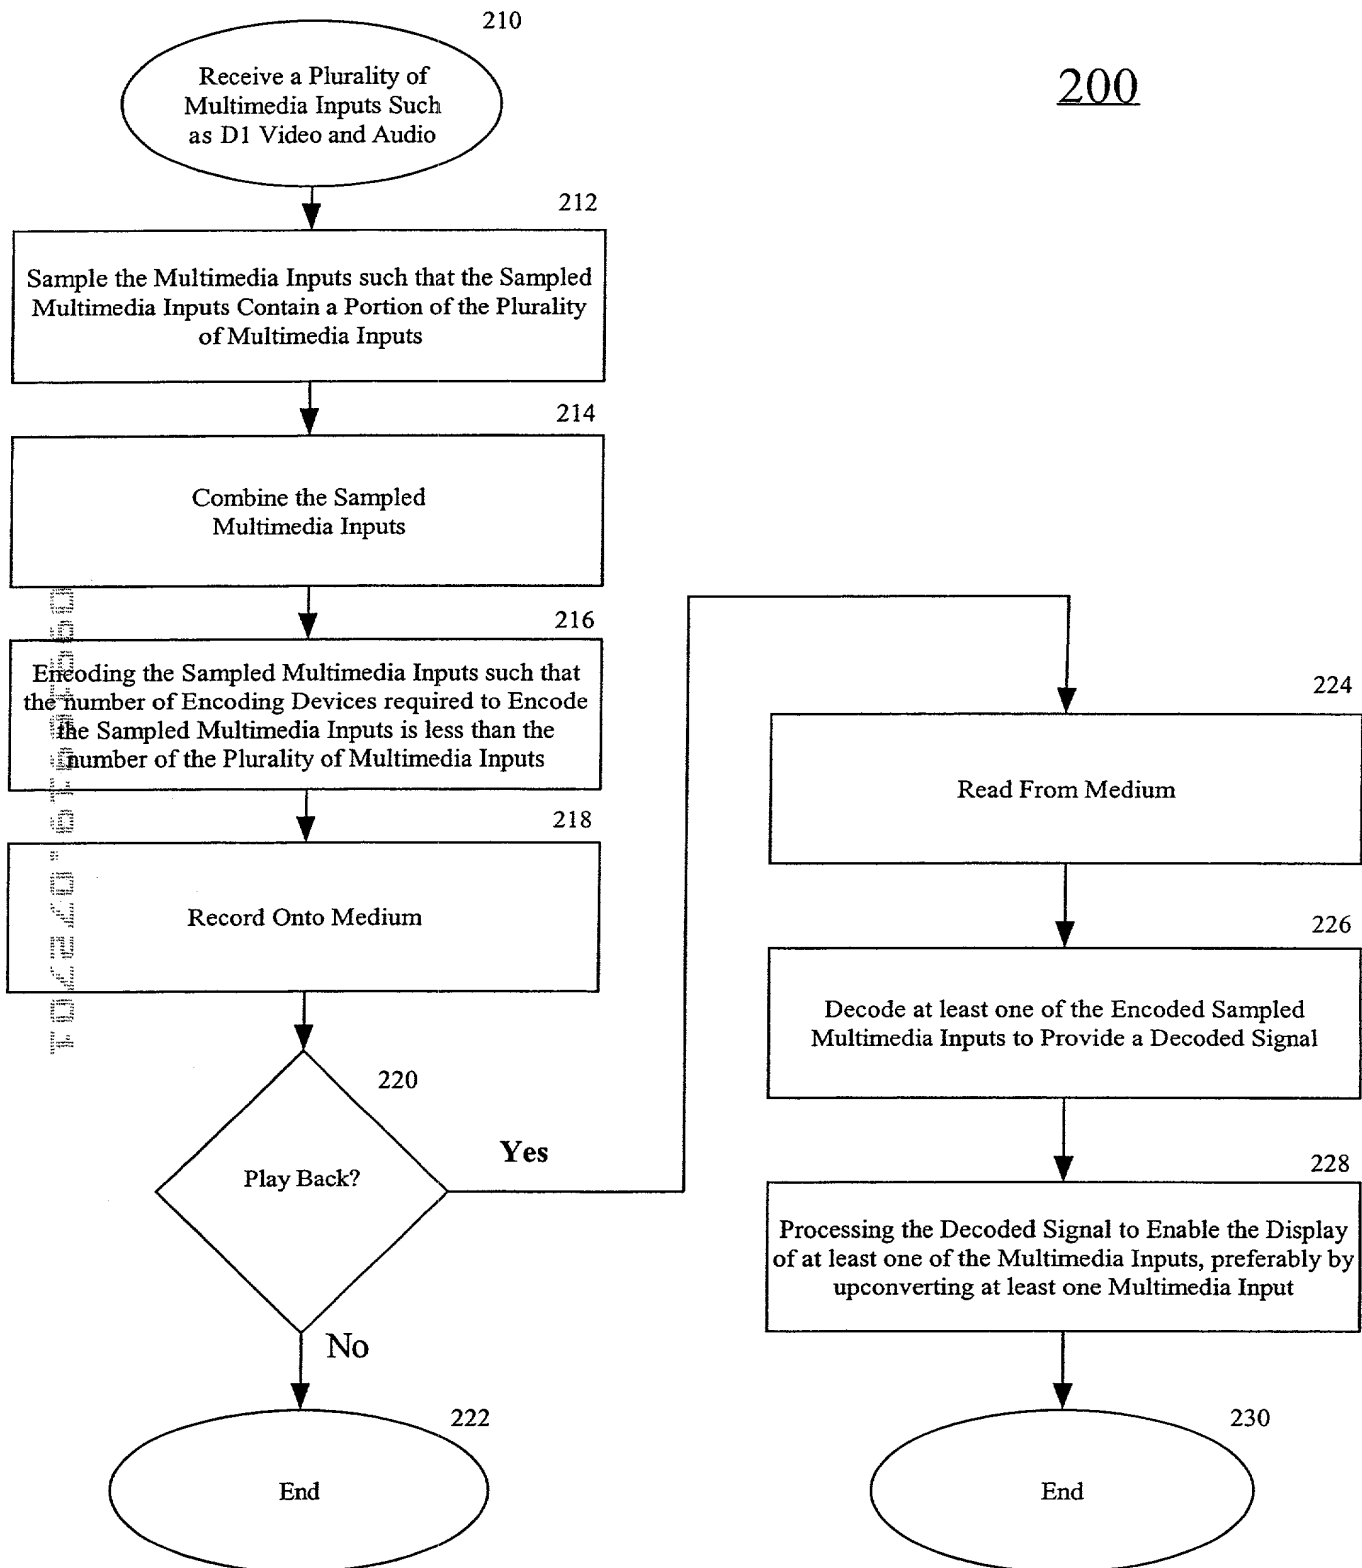 210
Receive a Plurality of
Multimedia Inputs Such
as D1 Video and Audio
200
212
Sample the Multimedia Inputs such that the Sampled
Multimedia Inputs Contain a Portion of the Plurality
of Multimedia Inputs
214
Combine the Sampled
Multimedia Inputs
216
Encoding the Sampled Multimedia Inputs such that
the number of Encoding Devices required to Encode
the Sampled Multimedia Inputs is less than the
number of the Plurality of Multimedia Inputs
218
Record Onto Medium
220
Play Back?
Yes
No
222
End
224
Read From Medium
226
Decode at least one of the Encoded Sampled
Multimedia Inputs to Provide a Decoded Signal
228
Processing the Decoded Signal to Enable the Display
of at least one of the Multimedia Inputs, preferably by
upconverting at least one Multimedia Input
230
End